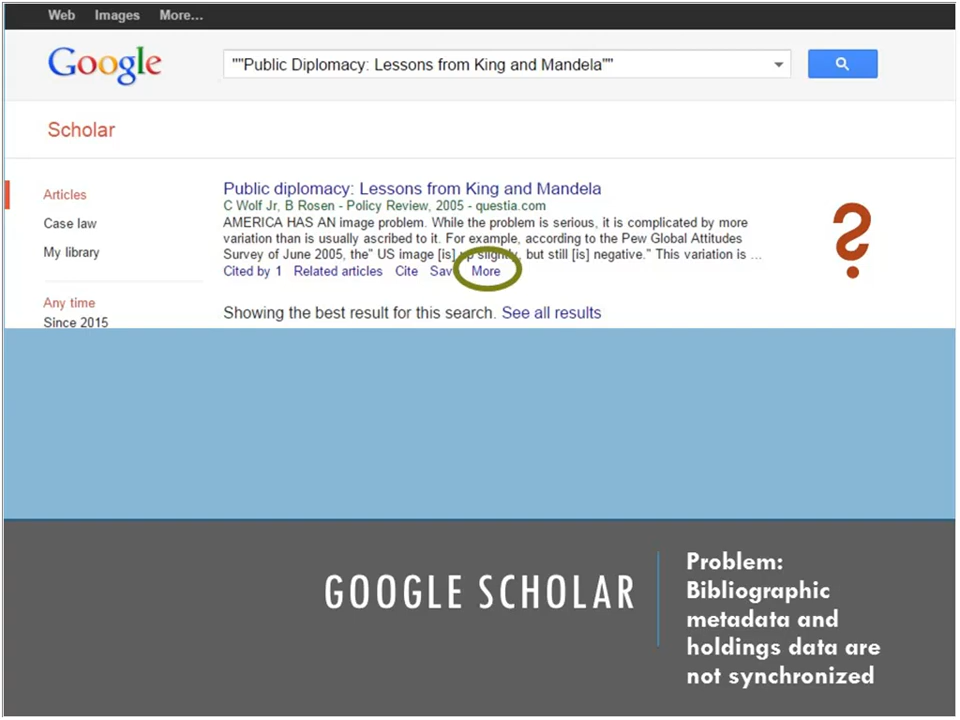 Web Images More...
Google
""Public Diplomacy: Lessons from King and Mandela""
Scholar
Articles
Case law
My library
Any time
Since 2015
Public diplomacy: Lessons from King and Mandela
C Wolf Jr, B Rosen - Policy Review, 2005 - questia.com
AMERICA HAS AN image problem. While the problem is serious, it is complicated by more
variation than is usually ascribed to it. For example, according to the Pew Global Attitudes
Survey of June 2005, the" US image [is] up slightly, but still [is] negative." This variation is ...
Cited by 1 Related articles Cite Sav More
Showing the best result for this search. See all results
?
GOOGLE SCHOLAR
Problem:
Bibliographic
metadata and
holdings data are
not synchronized